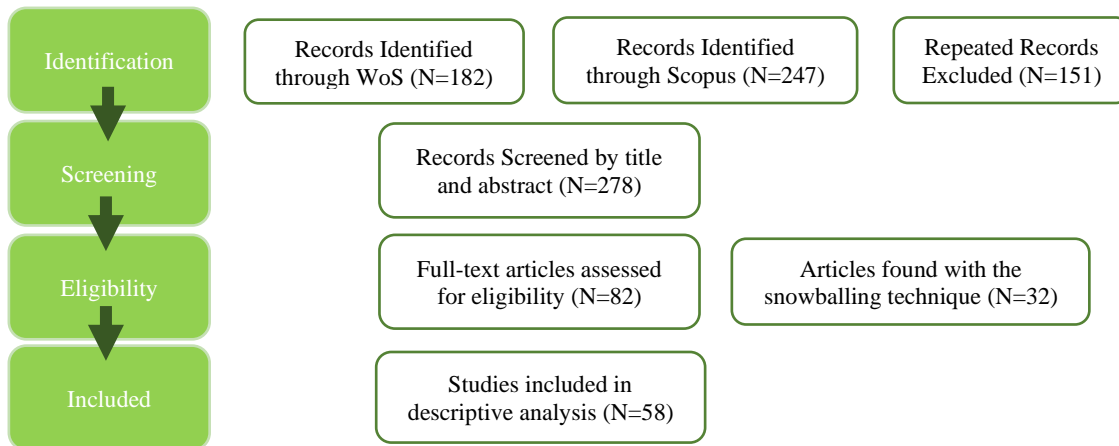 Identification
Records Identified
through WoS (N=182)
Records Identified
through Scopus (N=247)
Repeated Records
Excluded (N=151)
Screening
Records Screened by title
and abstract (N=278)
Eligibility
Full-text articles assessed
for eligibility (N=82)
Articles found with the
snowballing technique (N=32)
Included
Studies included in
descriptive analysis (N=58)